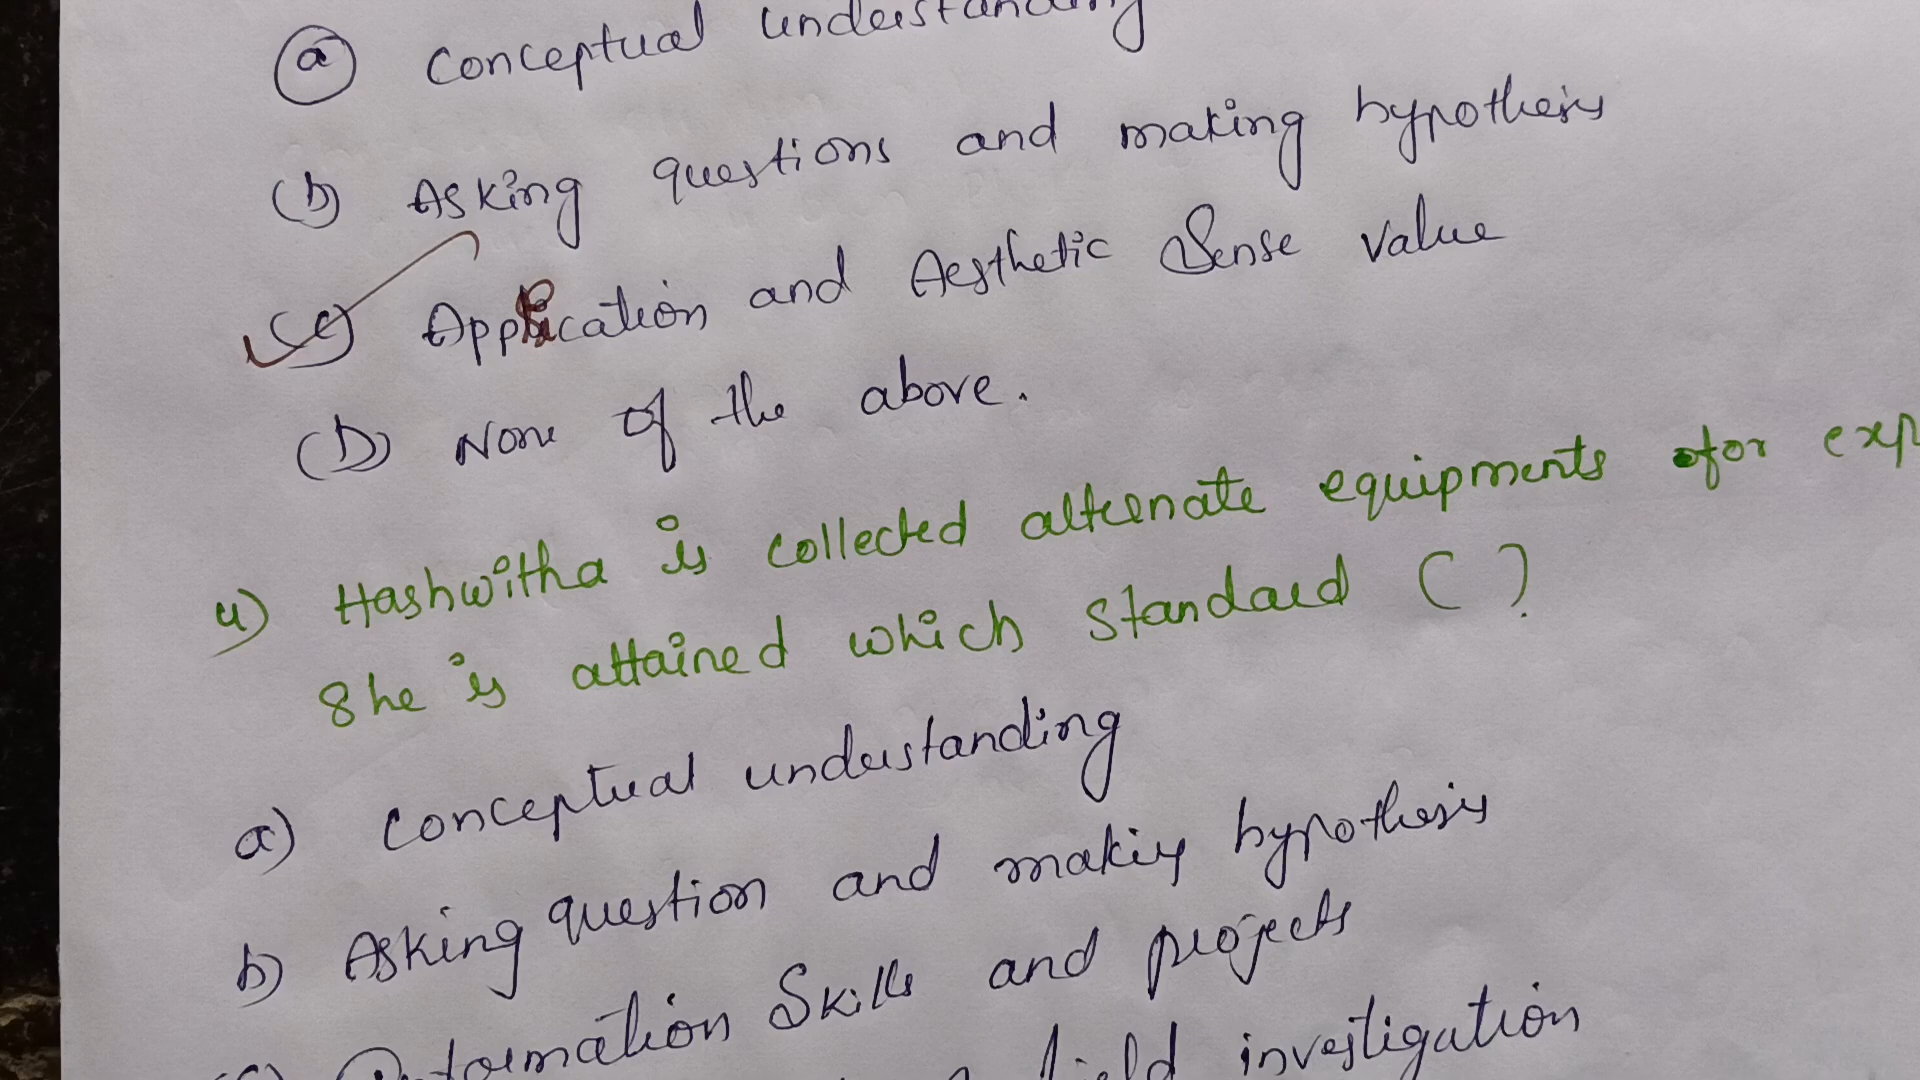 (a) Conceptual understanding
(b) Asking questions and making hypothesis
(c) Application and Aesthetic Sense value
(D) None of the above.
4) Hashwitha is collected alternate equipments for exp
She is attained which standard ( ?
a) Conceptual understanding
b) Asking question and making hypothesis
(c) Information Skills and projects
field investigation